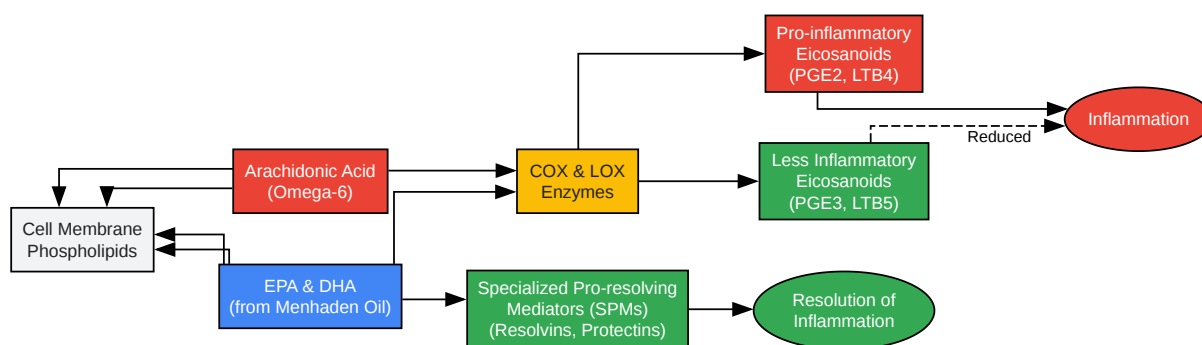 Pro-inflammatory
Eicosanoids
(PGE2, LTB4)
Inflammation
Reduced
Arachidonic Acid
(Omega-6)
COX & LOX
Enzymes
Less Inflammatory
Eicosanoids
(PGE3, LTB5)
Cell Membrane
Phospholipids
EPA & DHA
(from Menhaden Oil)
Specialized Pro-resolving
Mediators (SPMs)
(Resolvins, Protectins)
Resolution of
Inflammation